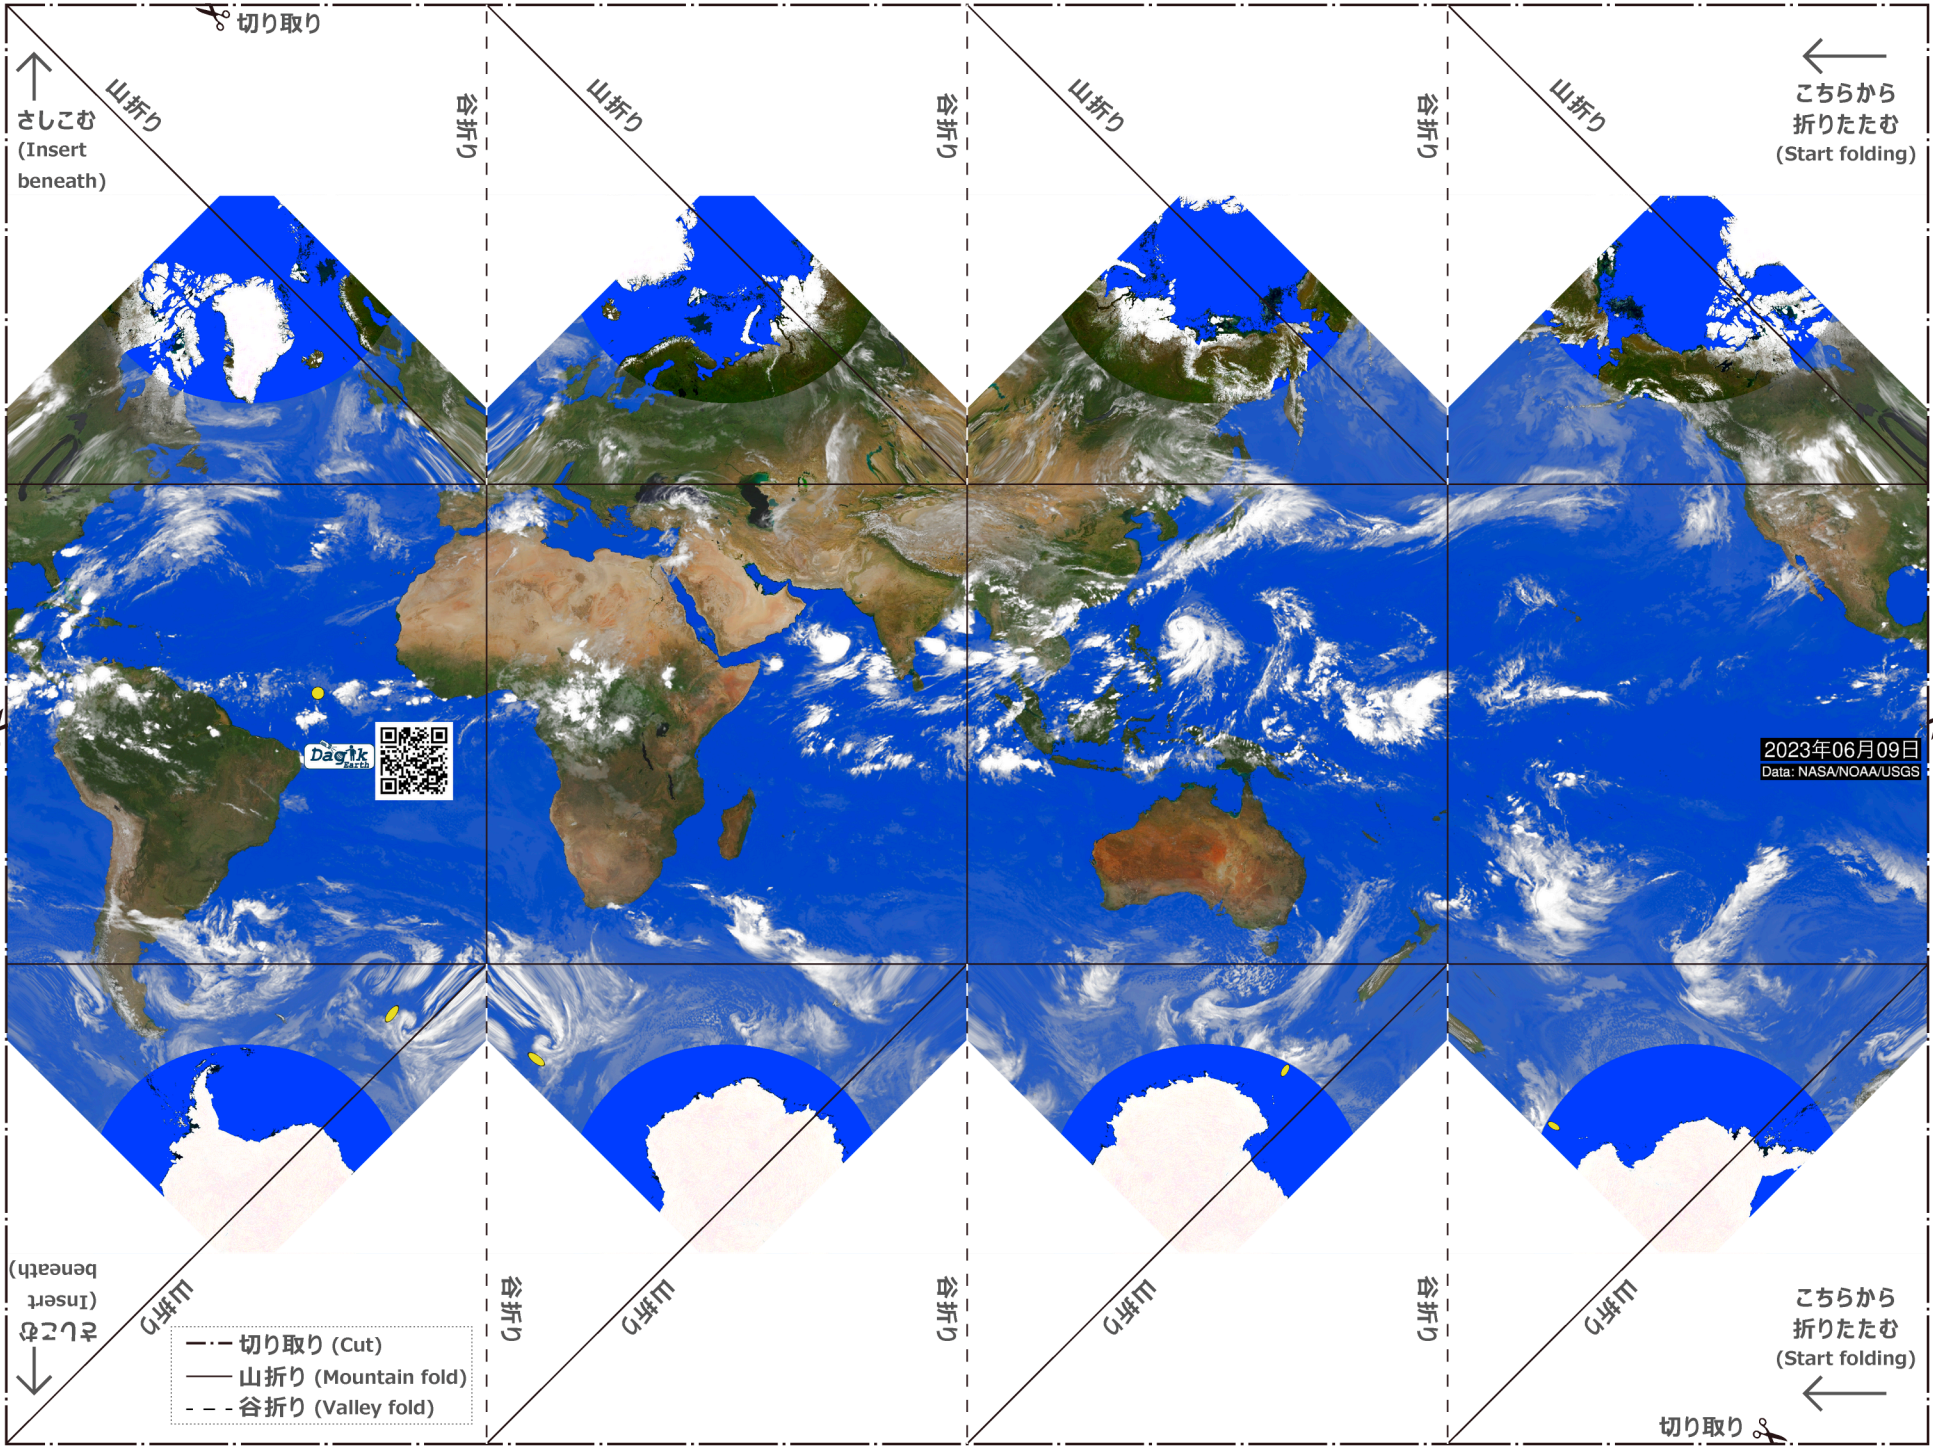 切り取り
山折り
谷折り
山折り
谷折り
山折り
谷折り
山折り
さしこむ
(Insert
beneath)
こちらから
折りたたむ
(Start folding)
Dagik
Earth
2023年06月09日
Data: NASA/NOAA/USGS
さしこむ
(Insert
beneath)
山折り
谷折り
山折り
谷折り
山折り
谷折り
山折り
こちらから
折りたたむ
(Start folding)
切り取り (Cut)
山折り (Mountain fold)
谷折り (Valley fold)
切り取り